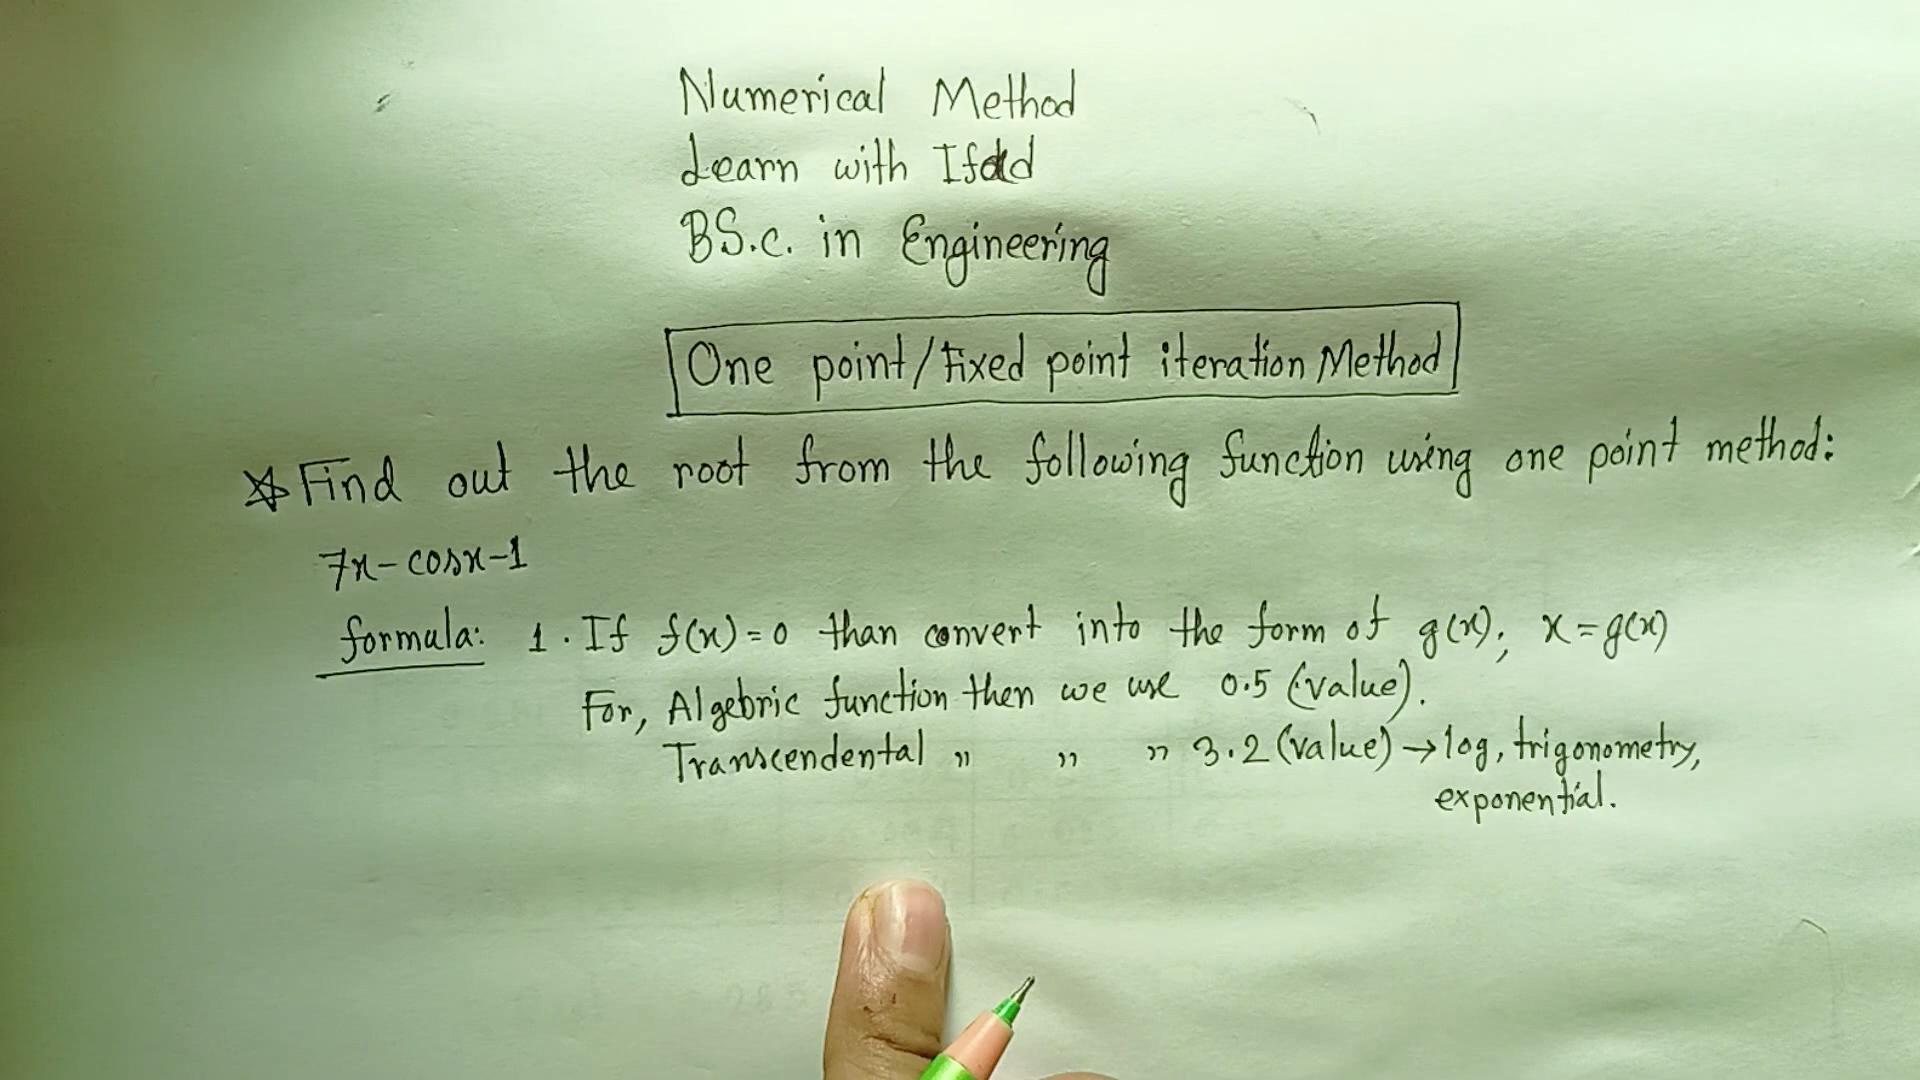 Numerical Method
Learn with Ifad
BS.c. in Engineering
One point/Fixed point iteration Method
Find out the root from the following function using one point method:
7x-cosx-1
formula: 1. If f(x)=0 than convert into the form of g(x); x=g(x)
For, Algebric function then we use 0.5 (value).
Transcendental " " " 3.2 (value) → log, trigonometry,
exponential.